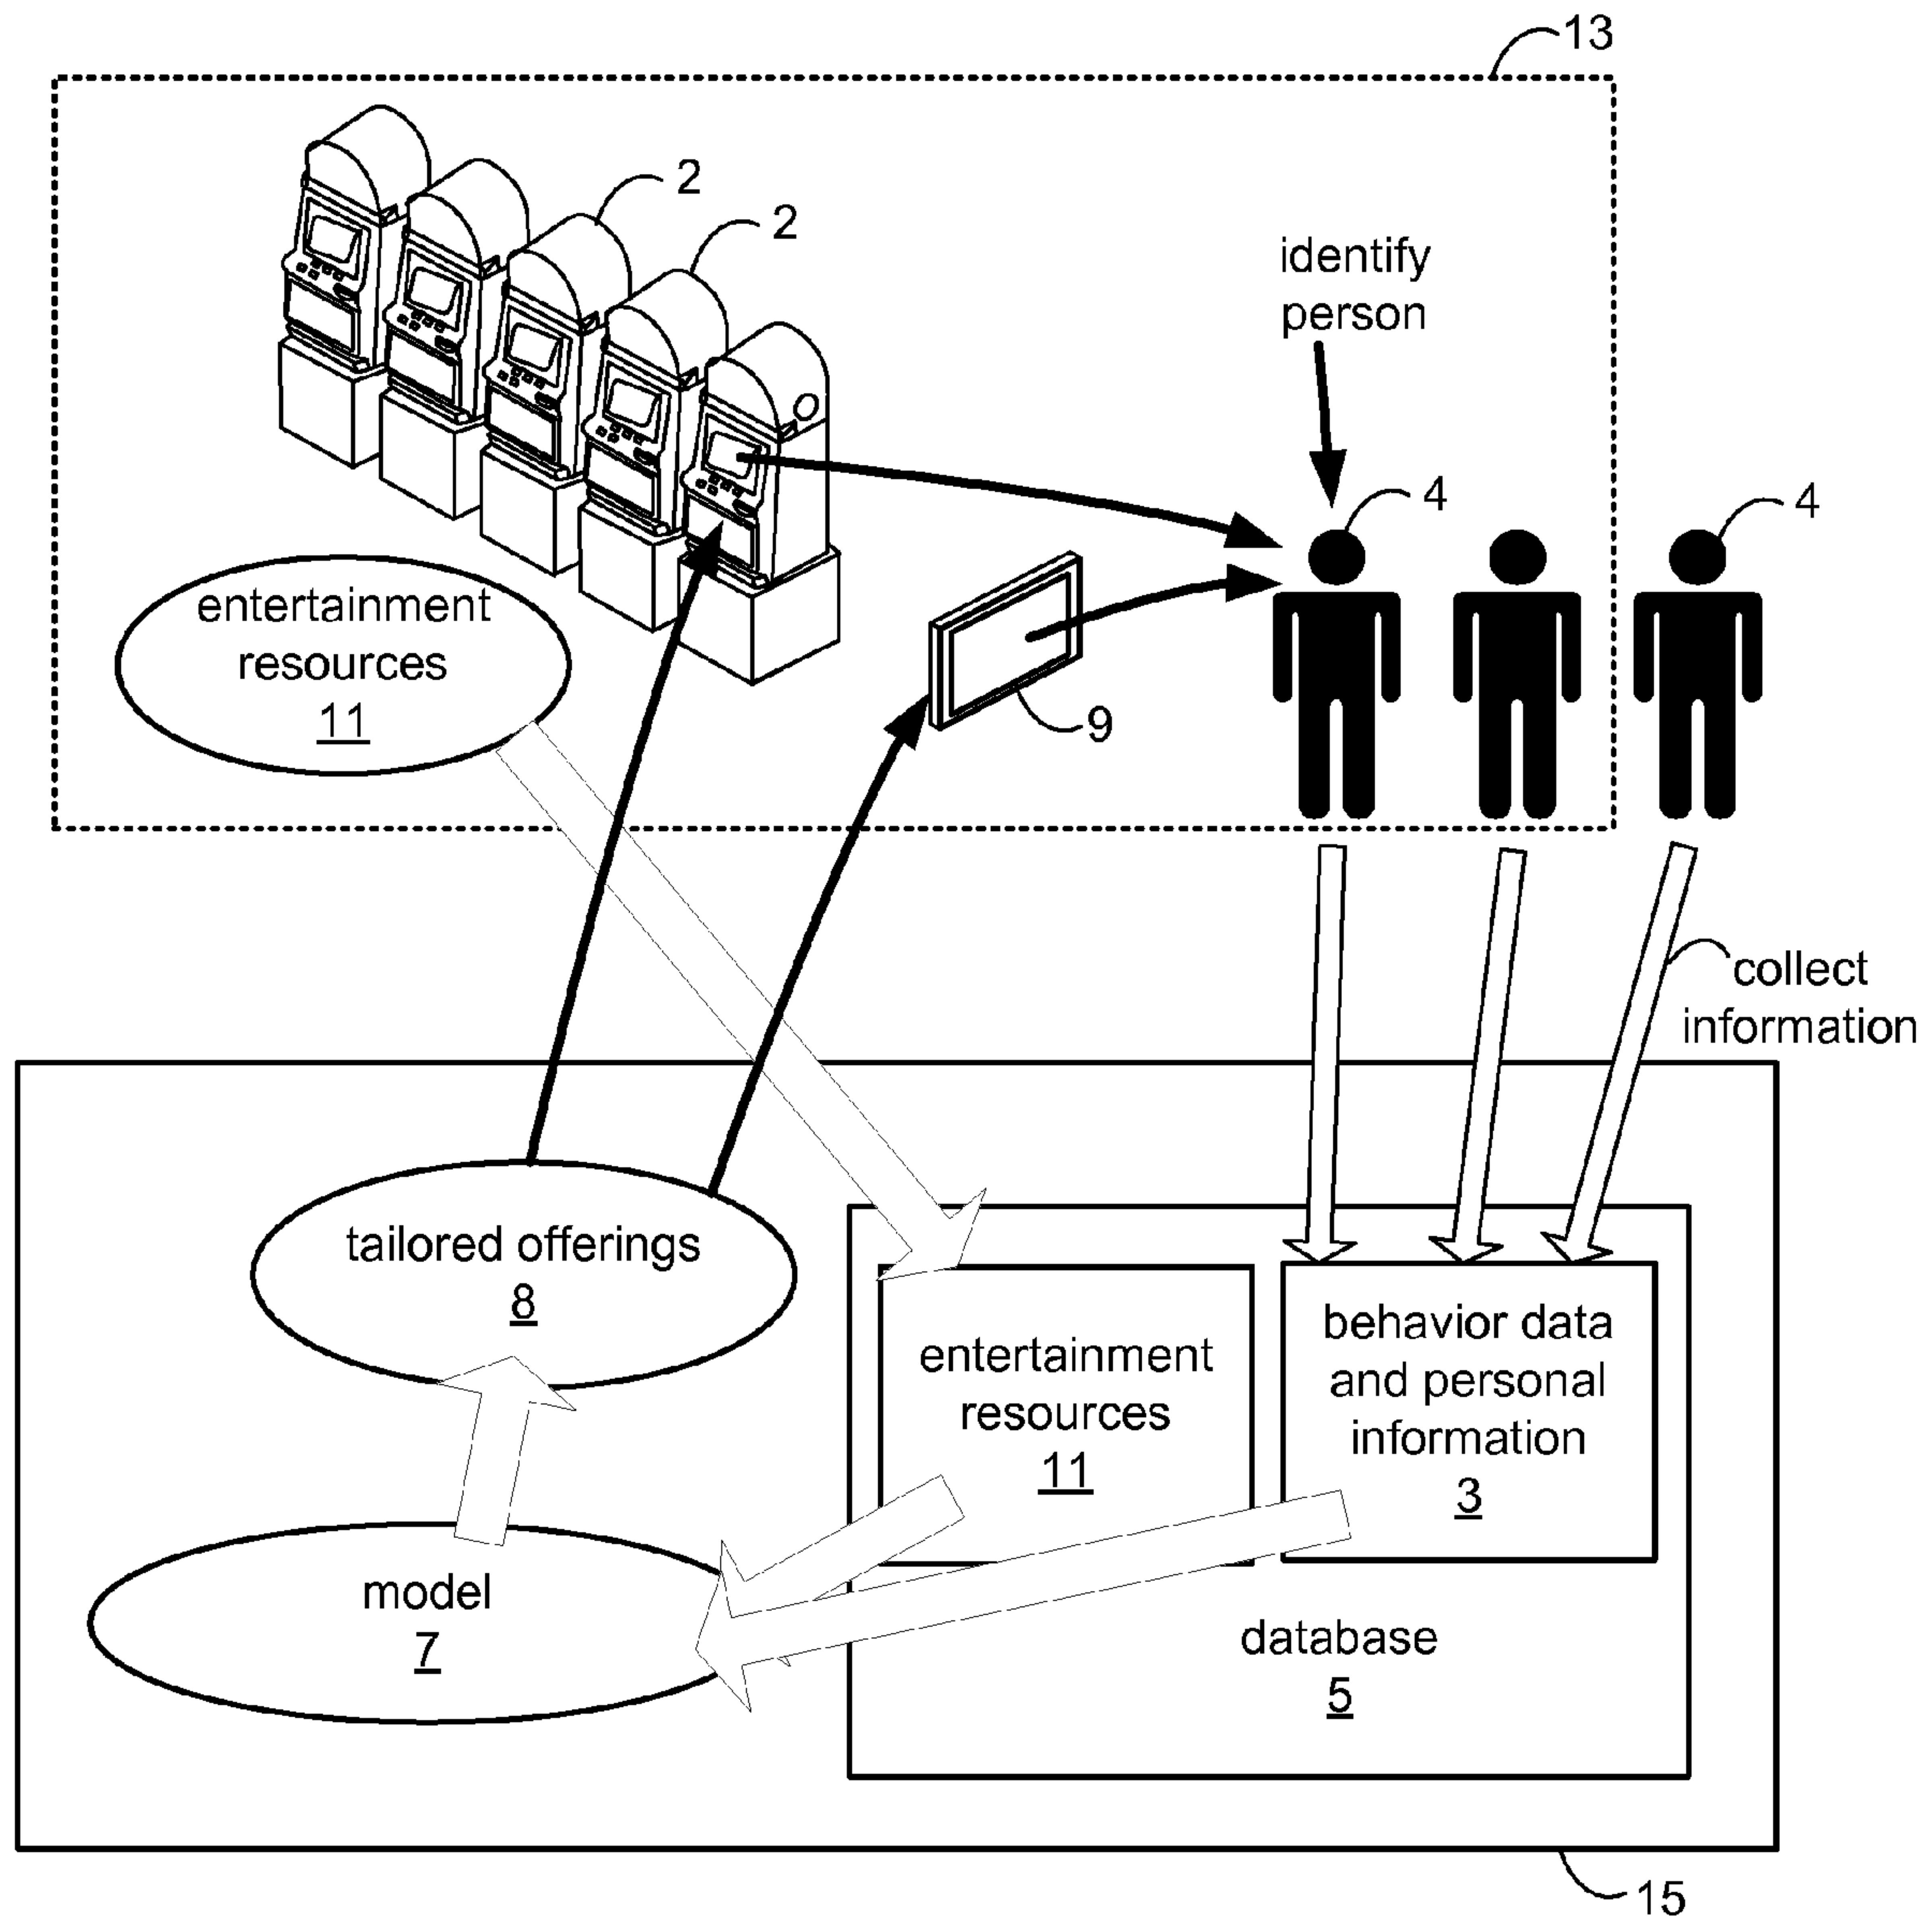 13
2
2
identify
person
4
4
entertainment
resources
11
9
collect
information
tailored offerings
8
entertainment
resources
11
behavior data
and personal
information
3
model
7
database
5
15